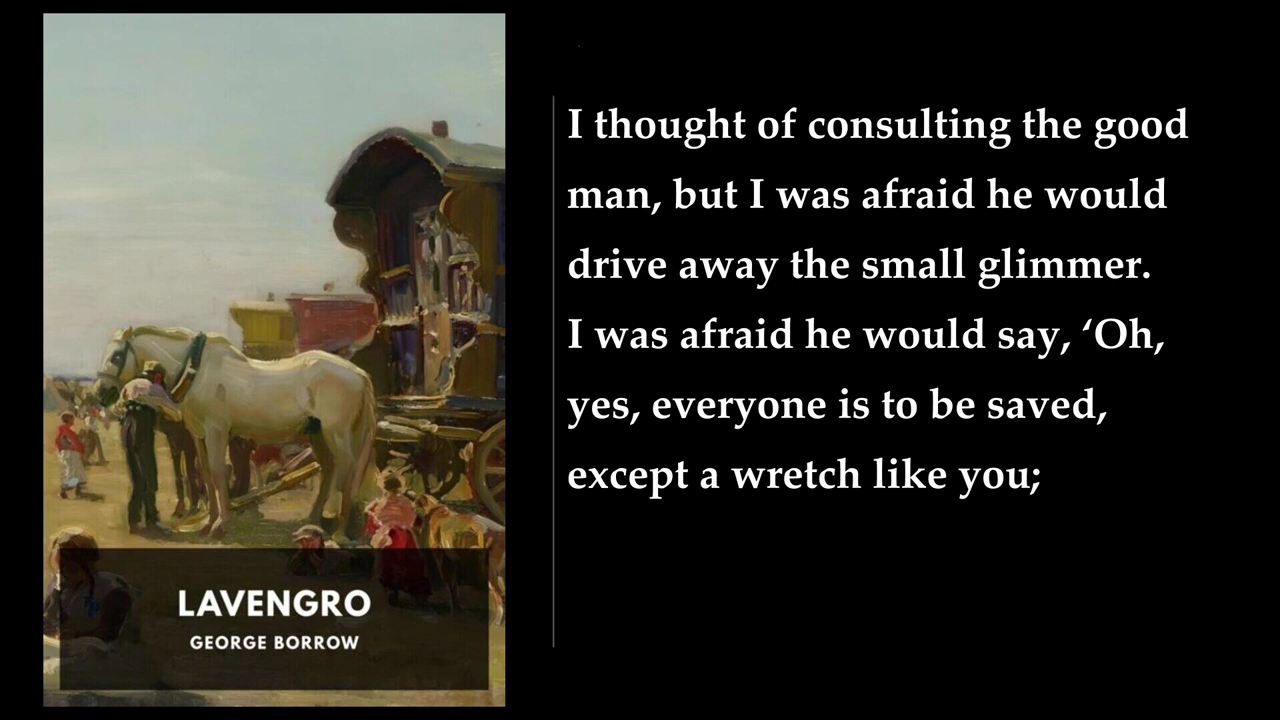 LAVENGRO
GEORGE BORROW
I thought of consulting the good
man, but I was afraid he would
drive away the small glimmer.
I was afraid he would say, ‘Oh,
yes, everyone is to be saved,
except a wretch like you;